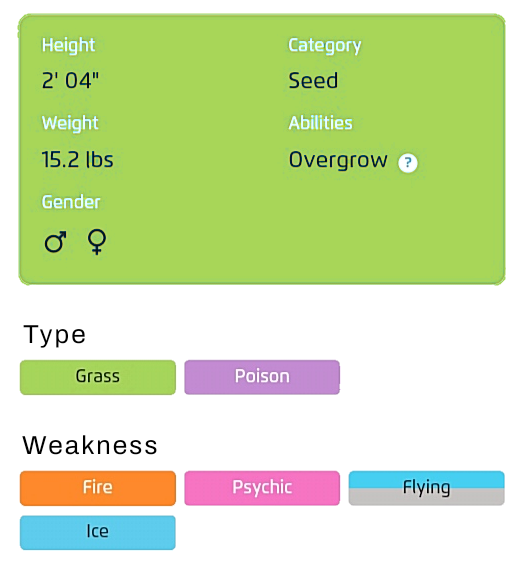 Height
Category
2' 04"
Seed
Weight
Abilities
15.2 lbs
Overgrow ?
Gender
Type
Grass
Poison
Weakness
Fire
Psychic
Flying
Ice